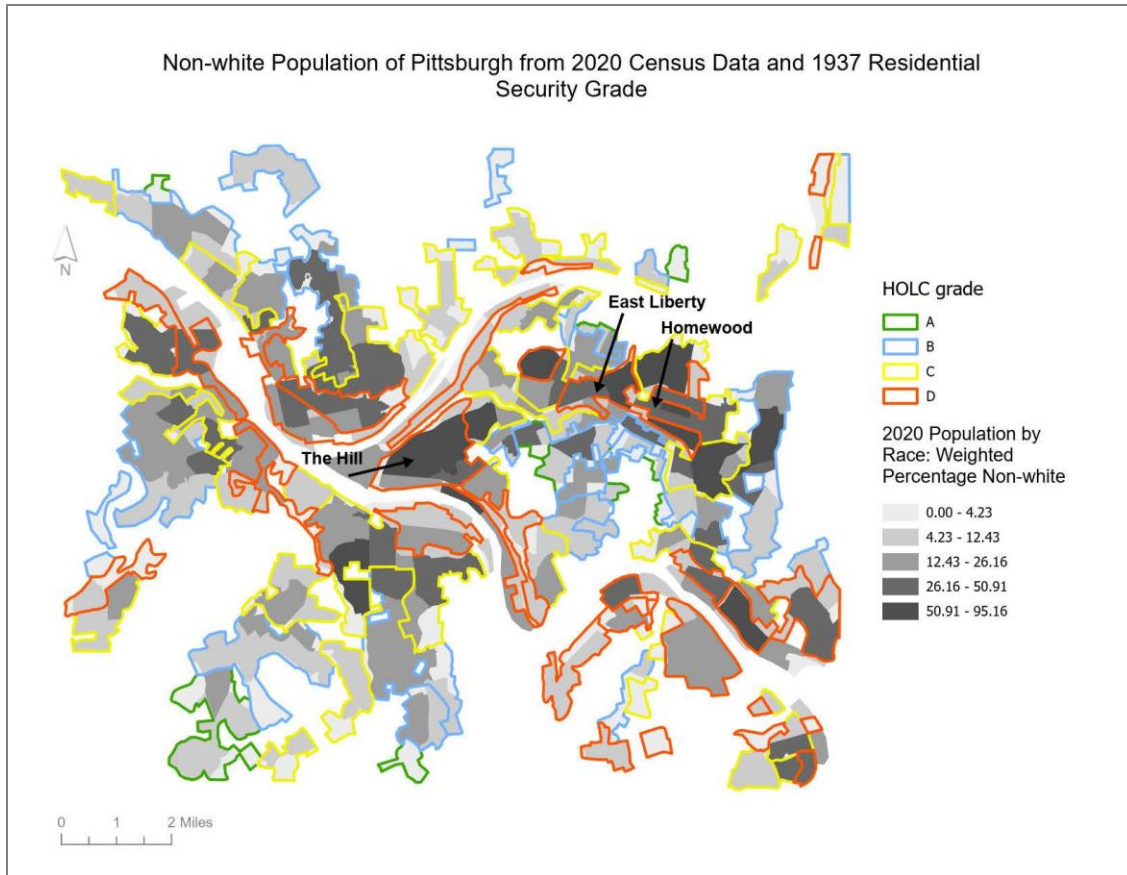 Non-white Population of Pittsburgh from 2020 Census Data and 1937 Residential
Security Grade
N
East Liberty
Homewood
The Hill
HOLC grade
A
B
C
D
2020 Population by
Race: Weighted
Percentage Non-white
0.00 - 4.23
4.23 - 12.43
12.43 - 26.16
26.16 - 50.91
50.91 - 95.16
0 1 2 Miles